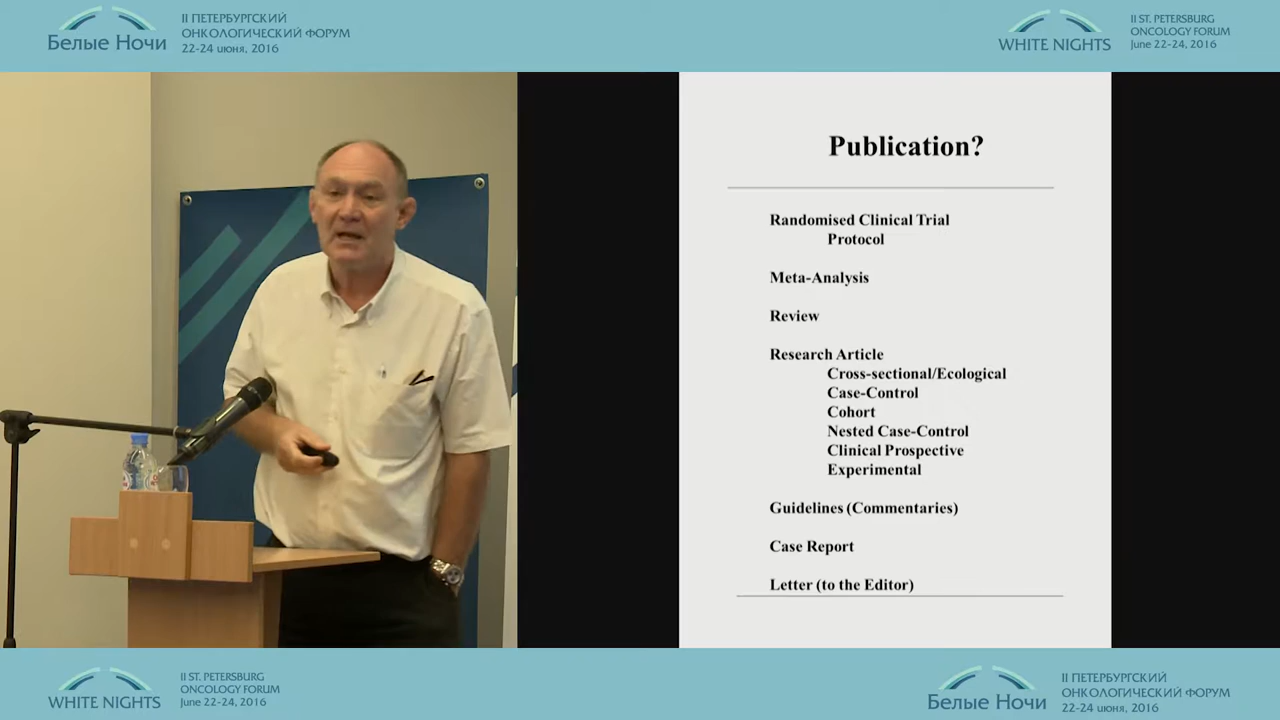 Белые Ночи
II ПЕТЕРБУРГСКИЙ
ОНКОЛОГИЧЕСКИЙ ФОРУМ
22-24 июня, 2016
WHITE NIGHTS
II ST. PETERSBURG
ONCOLOGY FORUM
June 22-24, 2016
Publication?
Randomised Clinical Trial
Protocol
Meta-Analysis
Review
Research Article
Cross-sectional/Ecological
Case-Control
Cohort
Nested Case-Control
Clinical Prospective
Experimental
Guidelines (Commentaries)
Case Report
Letter (to the Editor)
WHITE NIGHTS
II ST. PETERSBURG
ONCOLOGY FORUM
June 22-24, 2016
Белые Ночи
II ПЕТЕРБУРГСКИЙ
ОНКОЛОГИЧЕСКИЙ ФОРУМ
22-24 июня, 2016